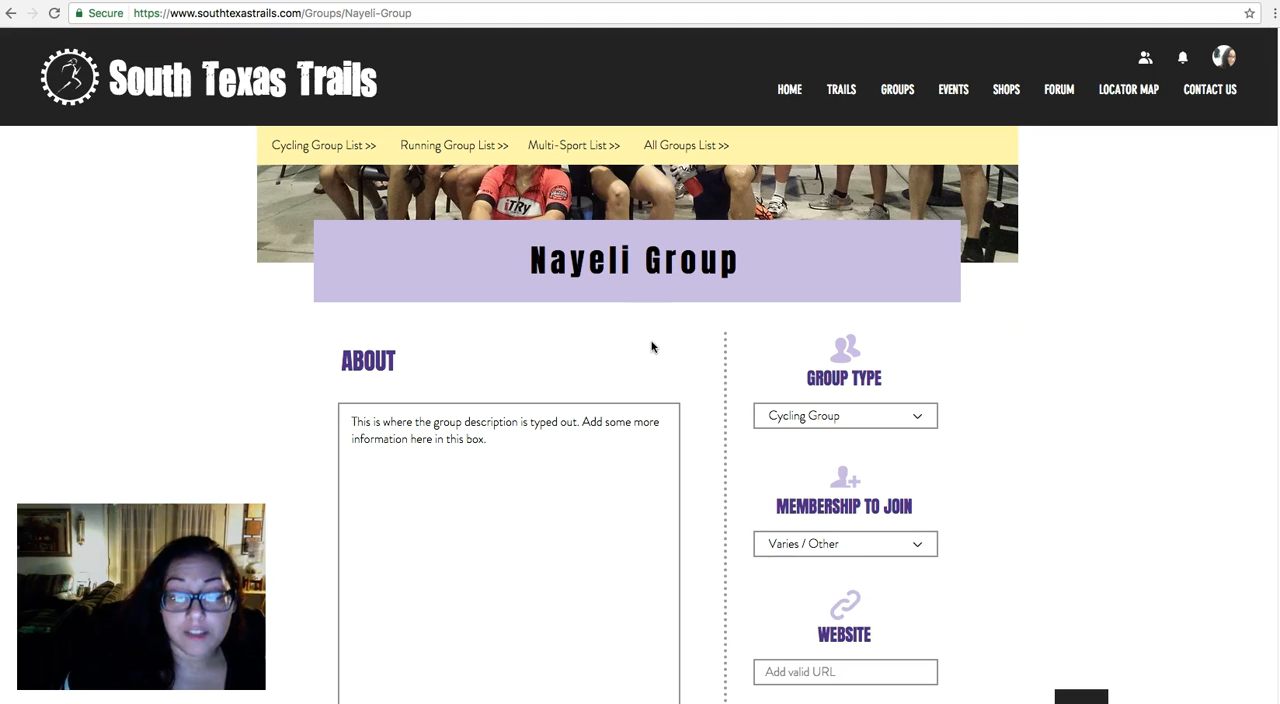 Secure https://www.southtexastrails.com/Groups/Nayeli-Group
South Texas Trails
HOME TRAILS GROUPS EVENTS SHOPS FORUM LOCATOR MAP CONTACT US
Cycling Group List >> Running Group List >> Multi-Sport List >> All Groups List >>
iTRY
Nayeli Group
ABOUT
This is where the group description is typed out. Add some more
information here in this box.
GROUP TYPE
Cycling Group
MEMBERSHIP TO JOIN
Varies / Other
WEBSITE
Add valid URL